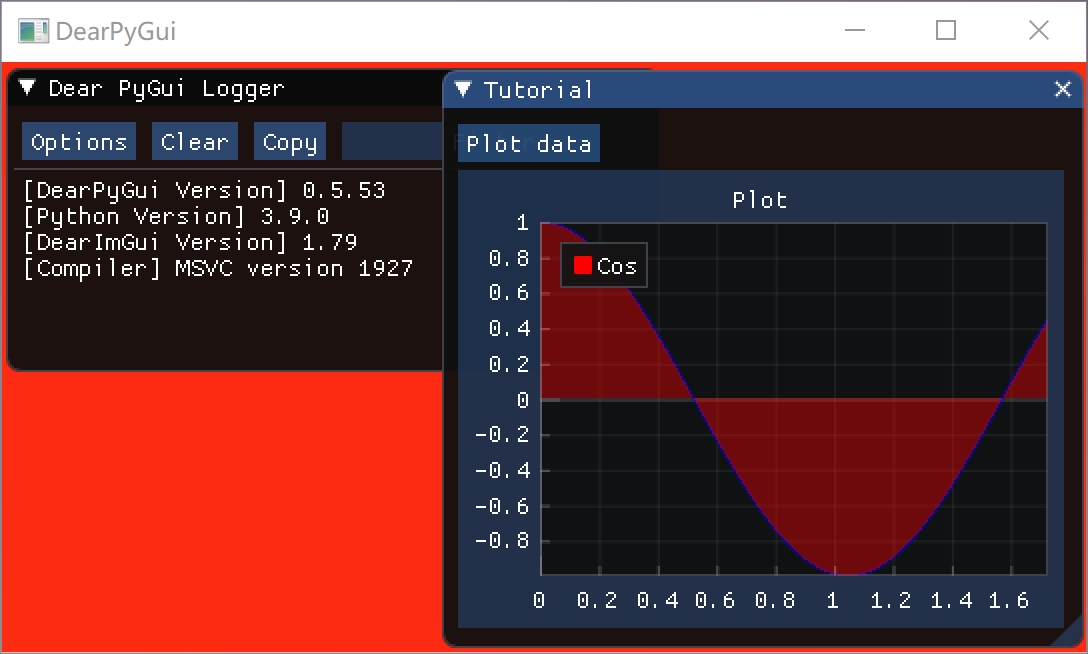 DearPyGui
Dear PyGui Logger
Options Clear Copy
[DearPyGui Version] 0.5.53
[Python Version] 3.9.0
[DearImGui Version] 1.79
[Compiler] MSVC version 1927
Tutorial
Plot data
Plot
Cos
1
0.8
0.6
0.4
0.2
0
-0.2
-0.4
-0.6
-0.8
0 0.2 0.4 0.6 0.8 1 1.2 1.4 1.6